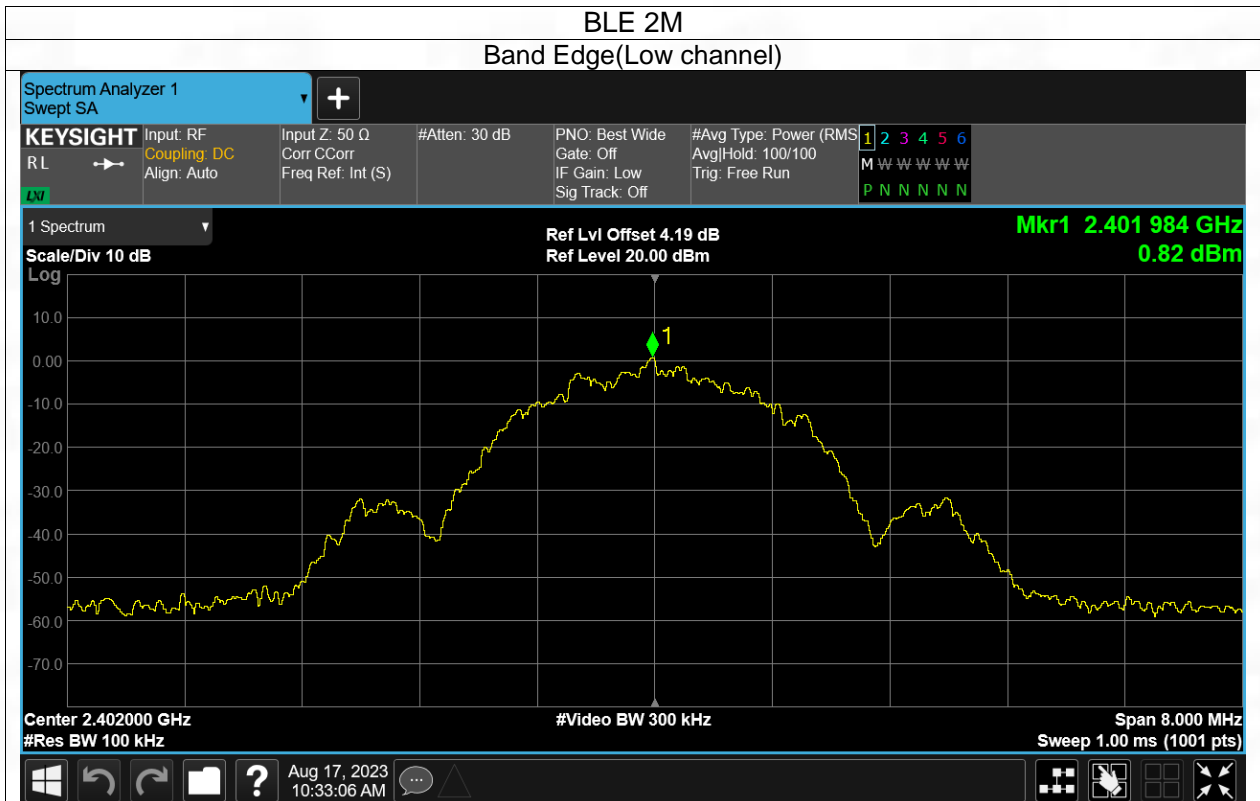 BLE 2M
Band Edge(Low channel)
Spectrum Analyzer 1
Swept SA
KEYSIGHT
R L
LXI
Input: RF
Coupling: DC
Align: Auto
Input Z: 50 Ω
Corr CCorr
Freq Ref: Int (S)
#Atten: 30 dB
PNO: Best Wide
Gate: Off
IF Gain: Low
Sig Track: Off
#Avg Type: Power (RMS
Avg|Hold: 100/100
Trig: Free Run
1 2 3 4 5 6
M W W W W W
P N N N N N
1 Spectrum
Scale/Div 10 dB
Ref Lvl Offset 4.19 dB
Ref Level 20.00 dBm
Mkr1 2.401 984 GHz
0.82 dBm
Log
10.0
0.00
-10.0
-20.0
-30.0
-40.0
-50.0
-60.0
-70.0
1
Center 2.402000 GHz
#Res BW 100 kHz
#Video BW 300 kHz
Span 8.000 MHz
Sweep 1.00 ms (1001 pts)
?
Aug 17, 2023
10:33:06 AM